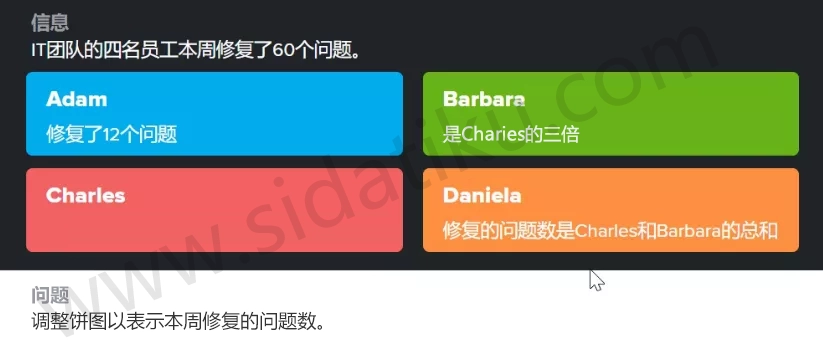 信息
IT团队的四名员工本周修复了60个问题。
Adam
修复了12个问题
Barbara
是Charies的三倍
Charles
Daniela
修复的问题数是Charles和Barbara的总和
问题
调整饼图以表示本周修复的问题数。
www.sidatiku.com